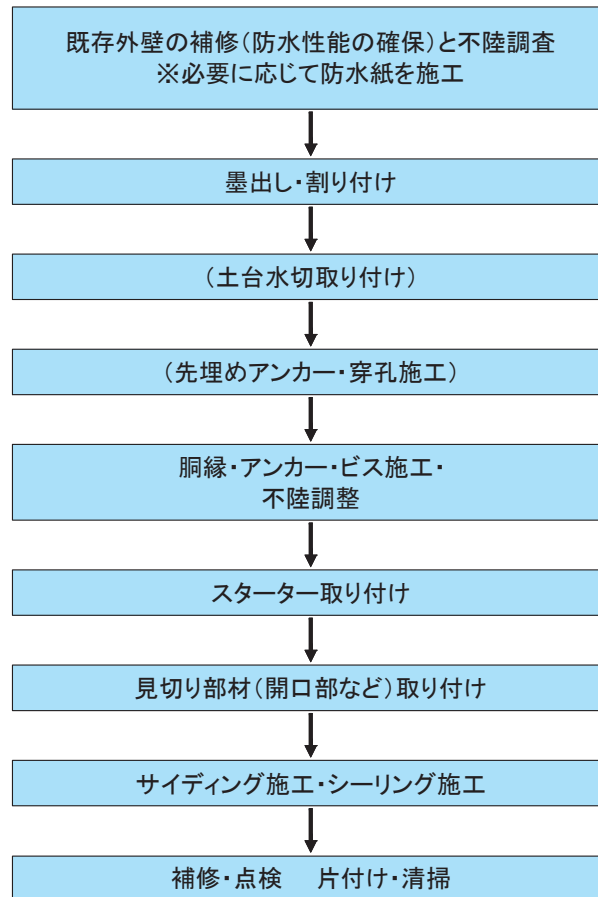 既存外壁の補修（防水性能の確保）と不陸調査
※必要に応じて防水紙を施工
墨出し・割り付け
（土台水切取り付け）
（先埋めアンカー・穿孔施工）
胴縁・アンカー・ビス施工・
不陸調整
スターター取り付け
見切り部材（開口部など）取り付け
サイディング施工・シーリング施工
補修・点検　片付け・清掃